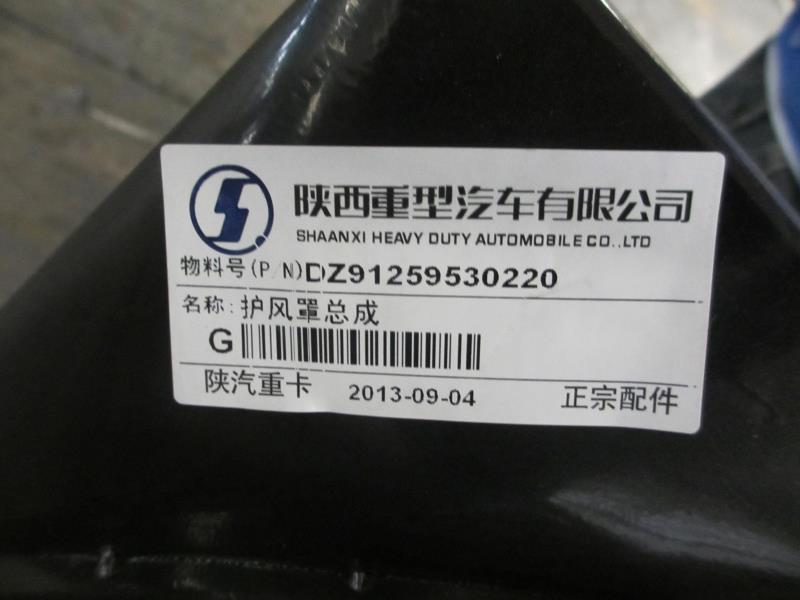 陕西重型汽车有限公司
SHAANXI HEAVY DUTY AUTOMOBILE CO.,LTD
物料号(P/N)DZ91259530220
名称:护风罩总成
G
陕汽重卡 2013-09-04 正宗配件